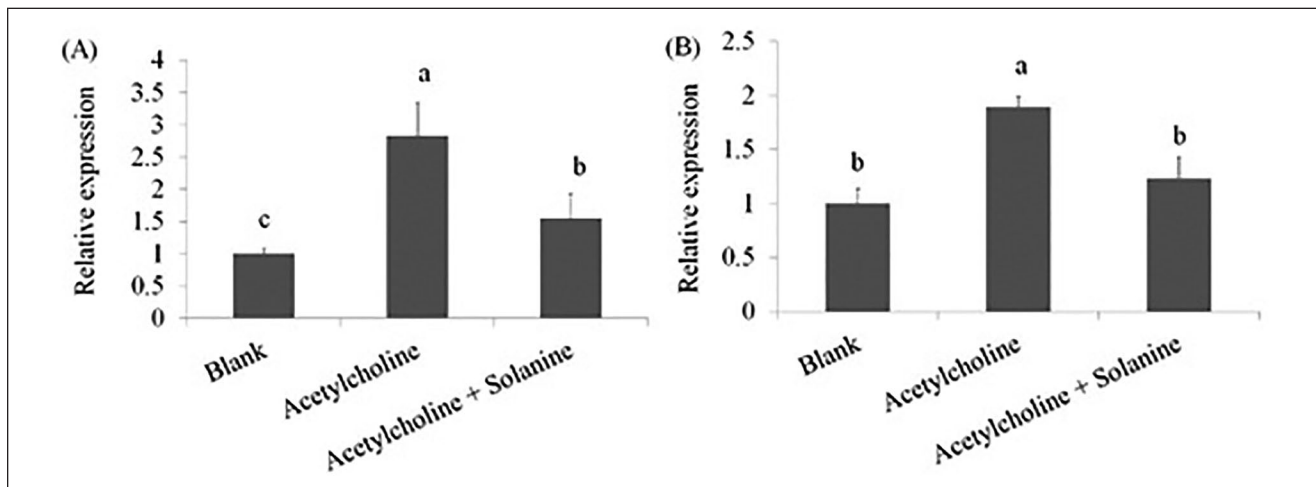 (A)
Relative expression
4
3.5
3
2.5
2
1.5
1
0.5
0
c
a
b
Blank
Acetylcholine
Acetylcholine + Solanine
(B)
Relative expression
2.5
2
1.5
1
0.5
0
b
a
b
Blank
Acetylcholine
Acetylcholine + Solanine